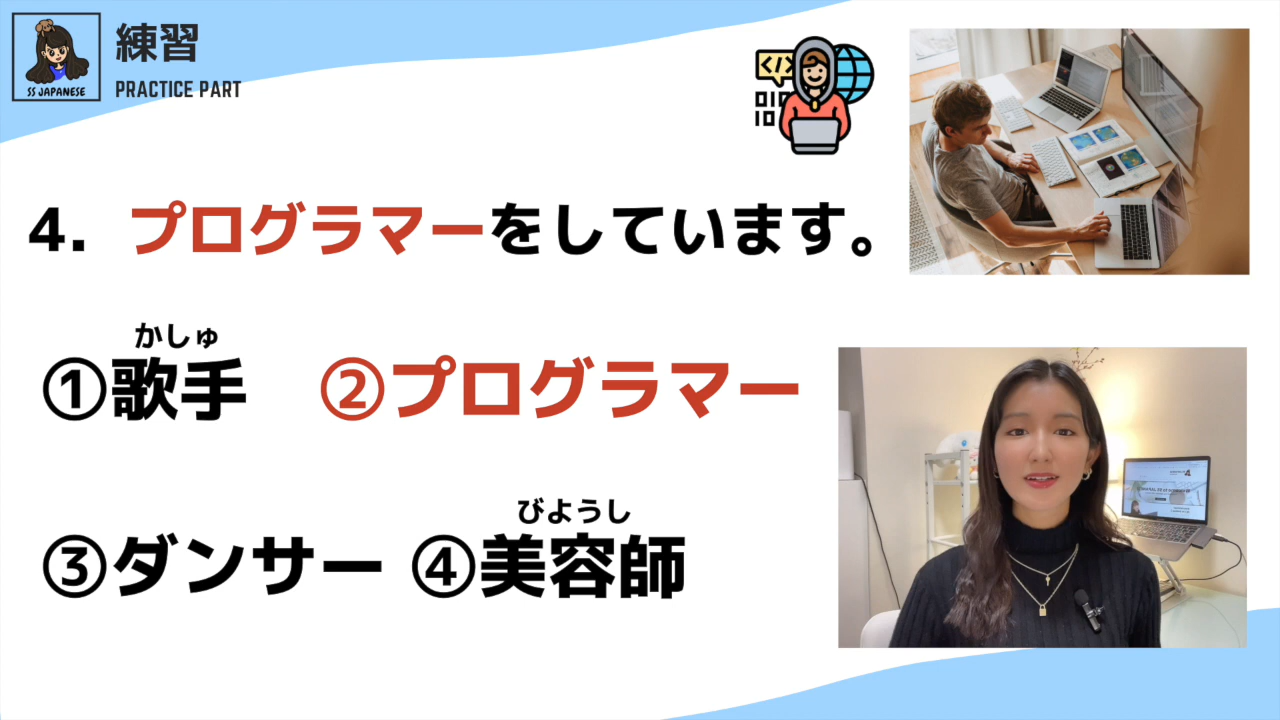 練習
PRACTICE PART
SS JAPANESE
</>
010
10
4. プログラマーをしています。
かしゅ
①歌手 ②プログラマー
びようし
③ダンサー ④美容師